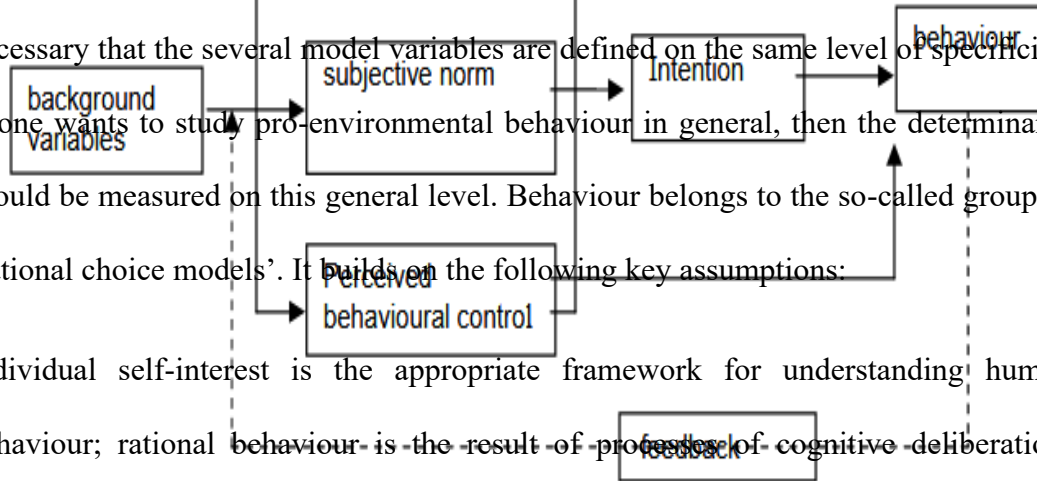 cessary that the several model variables are defined on the same level of specifici
behaviour
subjective norm
Intention
background
variables
one wants to study pro-environmental behaviour in general, then the determina
ould be measured on this general level. Behaviour belongs to the so-called group
tional choice models’. It builds on the following key assumptions:
Perceived
behavioural control
dividual self-interest is the appropriate framework for understanding hum
haviour; rational behaviour is the result of processes of cognitive deliberatio
feedback